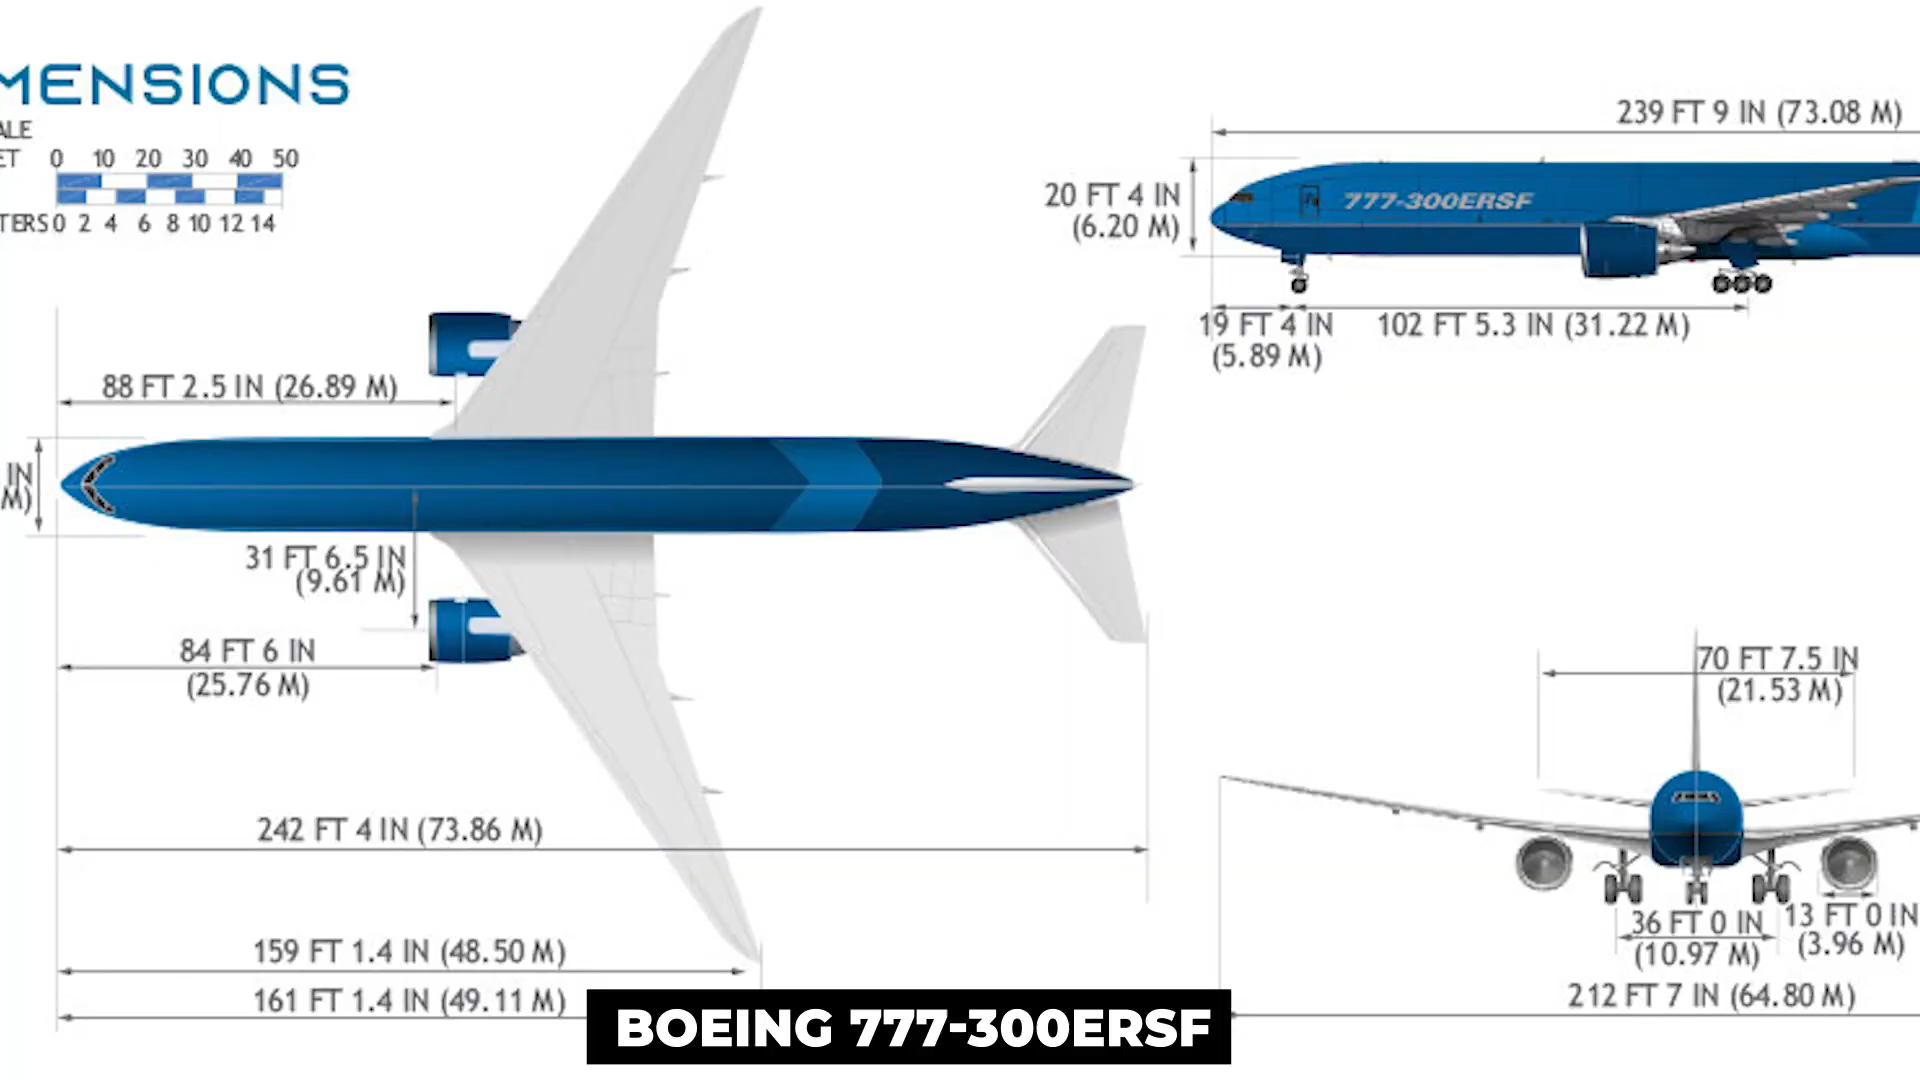 MENSIONS
ALE
ET 0 10 20 30 40 50
TERS 0 2 4 6 8 10 12 14
239 FT 9 IN (73.08 M)
20 FT 4 IN
(6.20 M)
777-300ERSF
19 FT 4 IN
(5.89 M)
102 FT 5.3 IN (31.22 M)
88 FT 2.5 IN (26.89 M)
IN
M)
31 FT 6.5 IN
(9.61 M)
84 FT 6 IN
(25.76 M)
70 FT 7.5 IN
(21.53 M)
242 FT 4 IN (73.86 M)
36 FT 0 IN
(10.97 M)
13 FT 0 IN
(3.96 M)
159 FT 1.4 IN (48.50 M)
161 FT 1.4 IN (49.11 M)
212 FT 7 IN (64.80 M)
BOEING 777-300ERSF